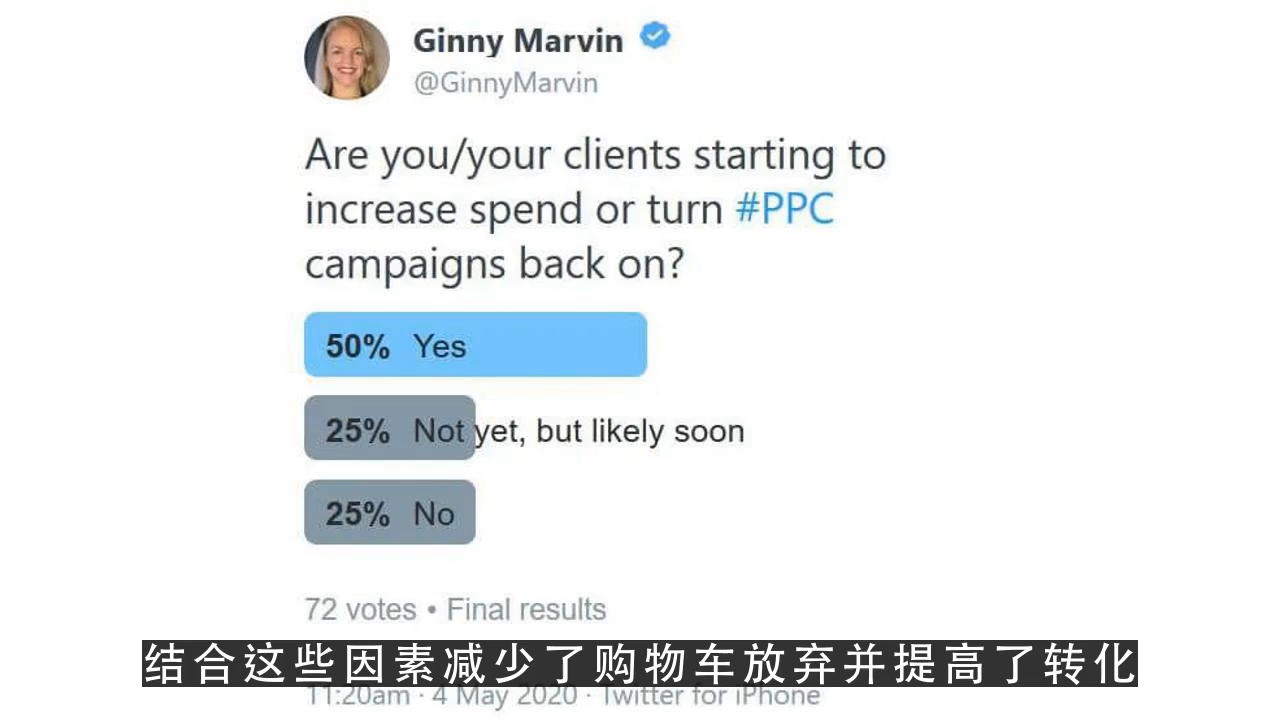 Ginny Marvin
@GinnyMarvin
Are you/your clients starting to
increase spend or turn #PPC
campaigns back on?
50% Yes
25% Not yet, but likely soon
25% No
72 votes • Final results
结合这些因素减少了购物车放弃并提高了转化
11:20am · 4 May 2020 · Twitter for iPhone